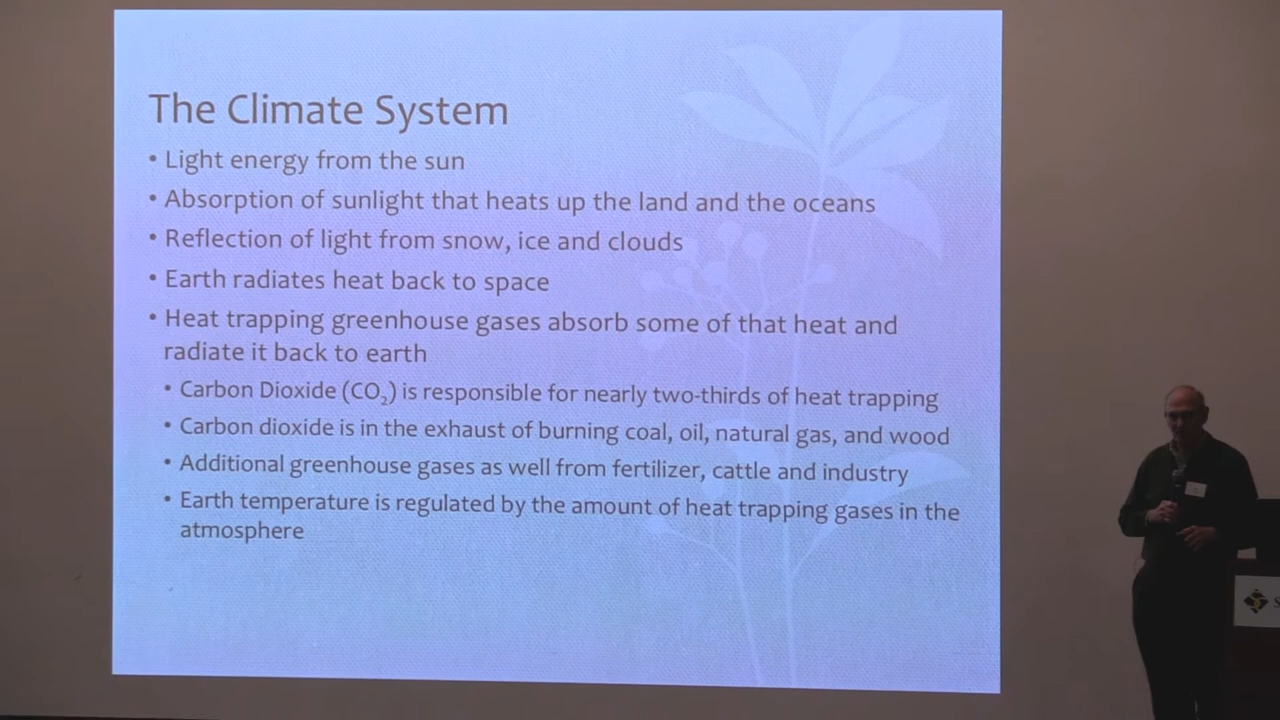 The Climate System
• Light energy from the sun
• Absorption of sunlight that heats up the land and the oceans
• Reflection of light from snow, ice and clouds
• Earth radiates heat back to space
• Heat trapping greenhouse gases absorb some of that heat and
radiate it back to earth
• Carbon Dioxide (CO₂) is responsible for nearly two-thirds of heat trapping
• Carbon dioxide is in the exhaust of burning coal, oil, natural gas, and wood
• Additional greenhouse gases as well from fertilizer, cattle and industry
• Earth temperature is regulated by the amount of heat trapping gases in the
atmosphere